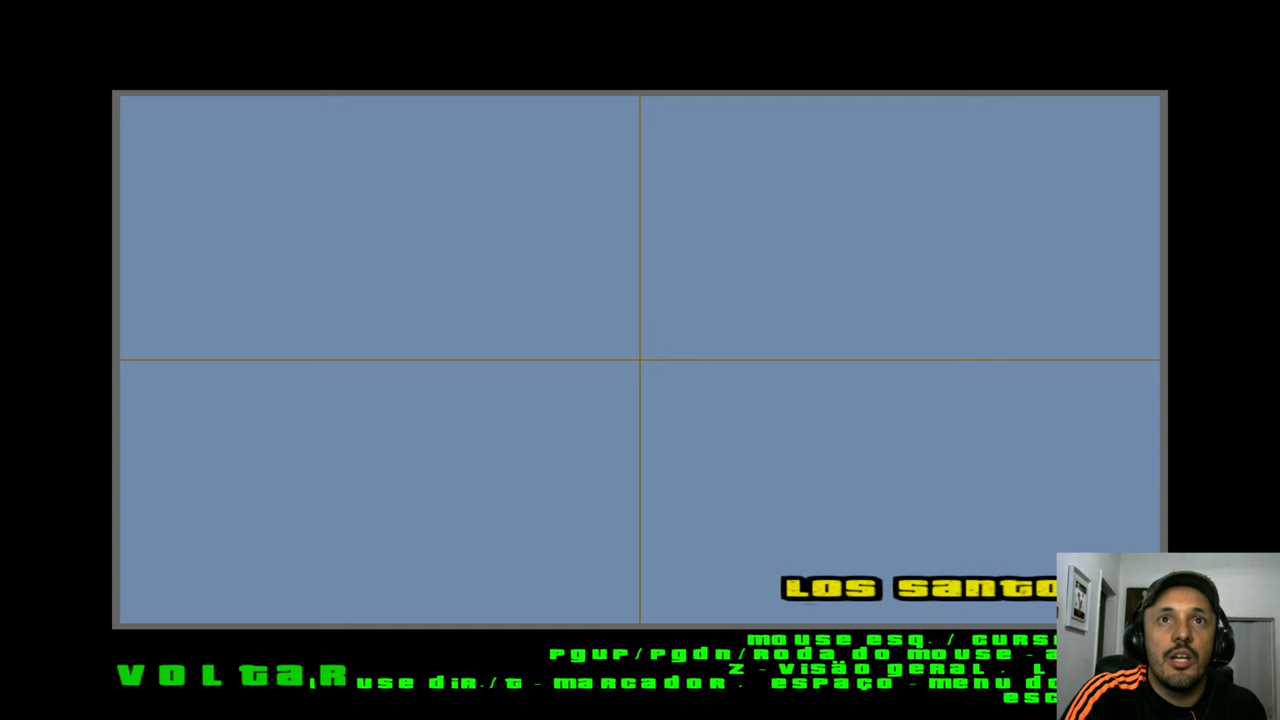 LOS SANTO
mouse esq. / curs
pgup/pgdn/Roda do mouse - a
z - visão geral . L
VOLTAR
use dir./t - marcador . espaço - menu do
esc